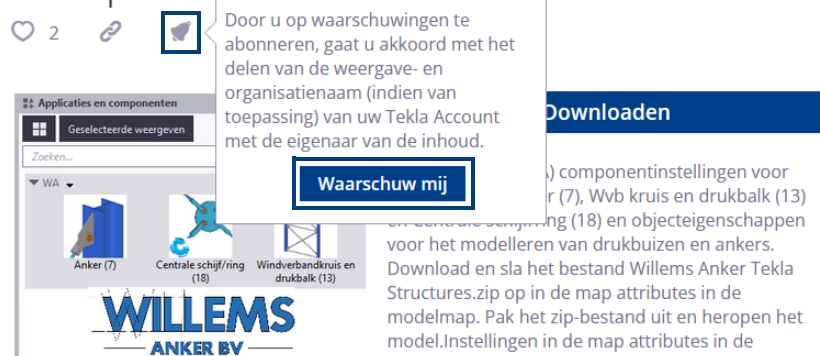 2
Door u op waarschuwingen te
abonneren, gaat u akkoord met het
delen van de weergave- en
organisatienaam (indien van
toepassing) van uw Tekla Account
met de eigenaar van de inhoud.
Waarschuw mij
Applicaties en componenten
Geselecteerde weergeven
Zoeken...
WA
Anker (7)
Centrale schijf/ring
(18)
Windverbandkruis en
drukbalk (13)
WILLEMS
ANKER BV
Downloaden
) componentinstellingen voor
r (7), Wvb kruis en drukbalk (13)
en Centrale schijf/ring (18) en objecteigenschappen
voor het modelleren van drukbuizen en ankers.
Download en sla het bestand Willems Anker Tekla
Structures.zip op in de map attributes in de
modelmap. Pak het zip-bestand uit en heropen het
model.Instellingen in de map attributes in de